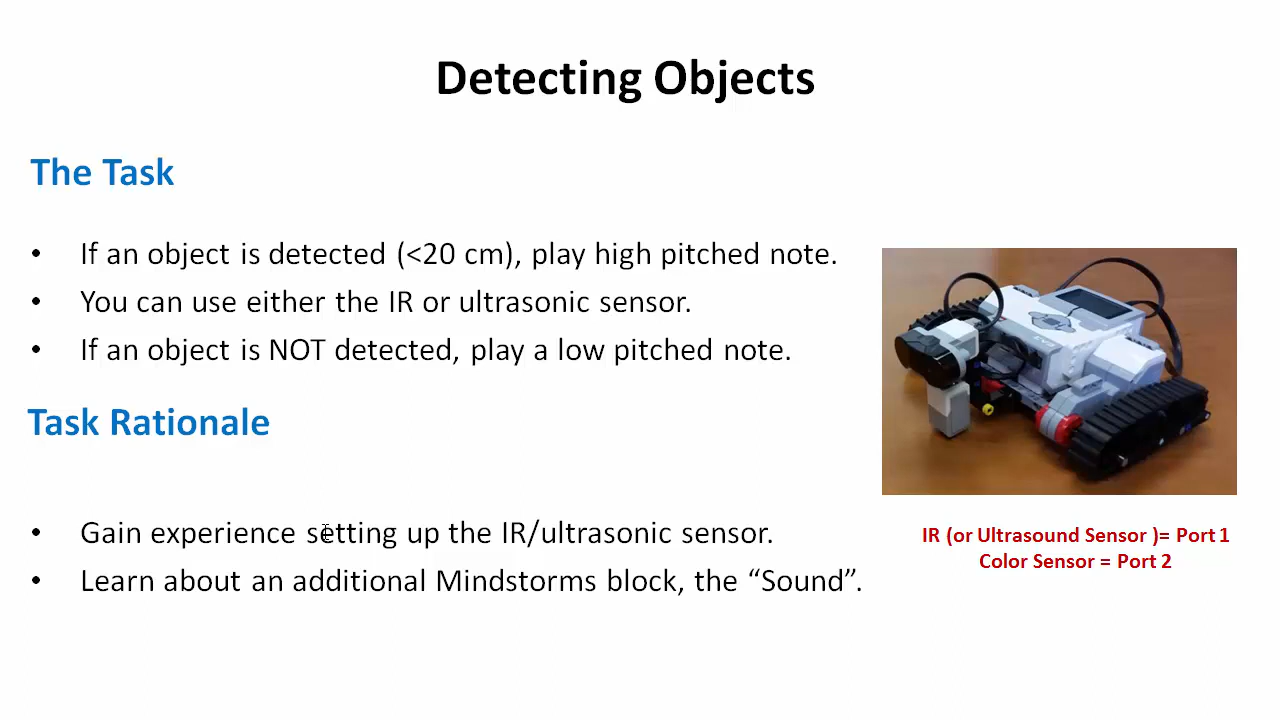 Detecting Objects
The Task
• If an object is detected (<20 cm), play high pitched note.
• You can use either the IR or ultrasonic sensor.
• If an object is NOT detected, play a low pitched note.
Task Rationale
• Gain experience setting up the IR/ultrasonic sensor.
• Learn about an additional Mindstorms block, the “Sound”.
IR (or Ultrasound Sensor )= Port 1
Color Sensor = Port 2